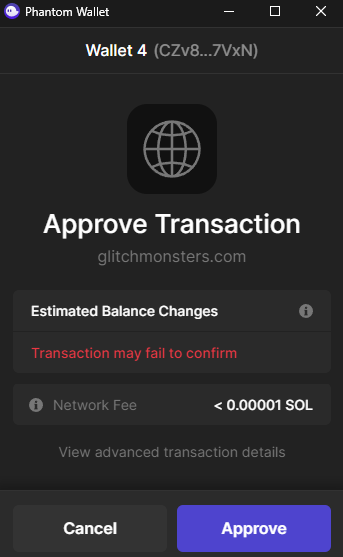 Phantom Wallet
Wallet 4 (CZv8...7VxN)
Approve Transaction
glitchmonsters.com
Estimated Balance Changes
Transaction may fail to confirm
Network Fee < 0.00001 SOL
View advanced transaction details
Cancel Approve